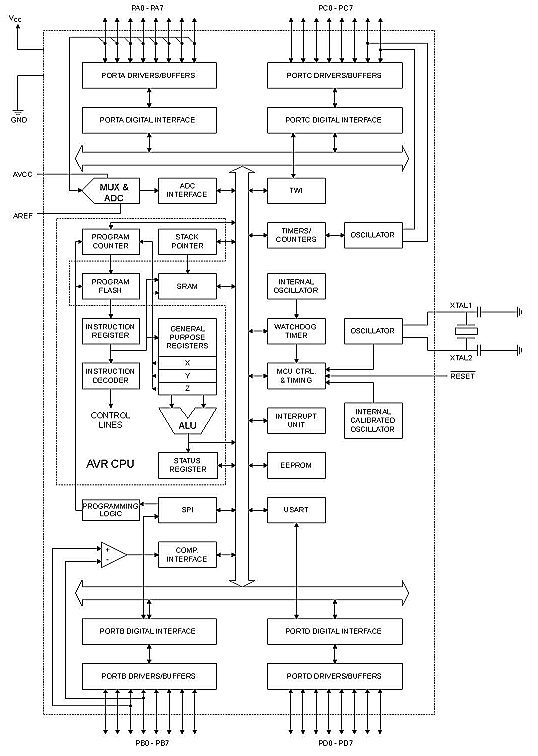 PA0 - PA7
PC0 - PC7
VCC
PORTA DRIVERS/BUFFERS
PORTC DRIVERS/BUFFERS
GND
PORTA DIGITAL INTERFACE
PORTC DIGITAL INTERFACE
AVCC
MUX &
ADC
ADC
INTERFACE
TWI
AREF
PROGRAM
COUNTER
STACK
POINTER
TIMERS/
COUNTERS
OSCILLATOR
PROGRAM
FLASH
SRAM
INTERNAL
OSCILLATOR
XTAL1
INSTRUCTION
REGISTER
GENERAL
PURPOSE
REGISTERS
WATCHDOG
TIMER
OSCILLATOR
XTAL2
X
INSTRUCTION
DECODER
Y
MCU CTRL.
& TIMING
RESET
Z
CONTROL
LINES
ALU
INTERRUPT
UNIT
INTERNAL
CALIBRATED
OSCILLATOR
AVR CPU
STATUS
REGISTER
EEPROM
PROGRAMMING
LOGIC
SPI
USART
+
-
COMP.
INTERFACE
PORTB DIGITAL INTERFACE
PORTD DIGITAL INTERFACE
PORTB DRIVERS/BUFFERS
PORTD DRIVERS/BUFFERS
PB0 - PB7
PD0 - PD7